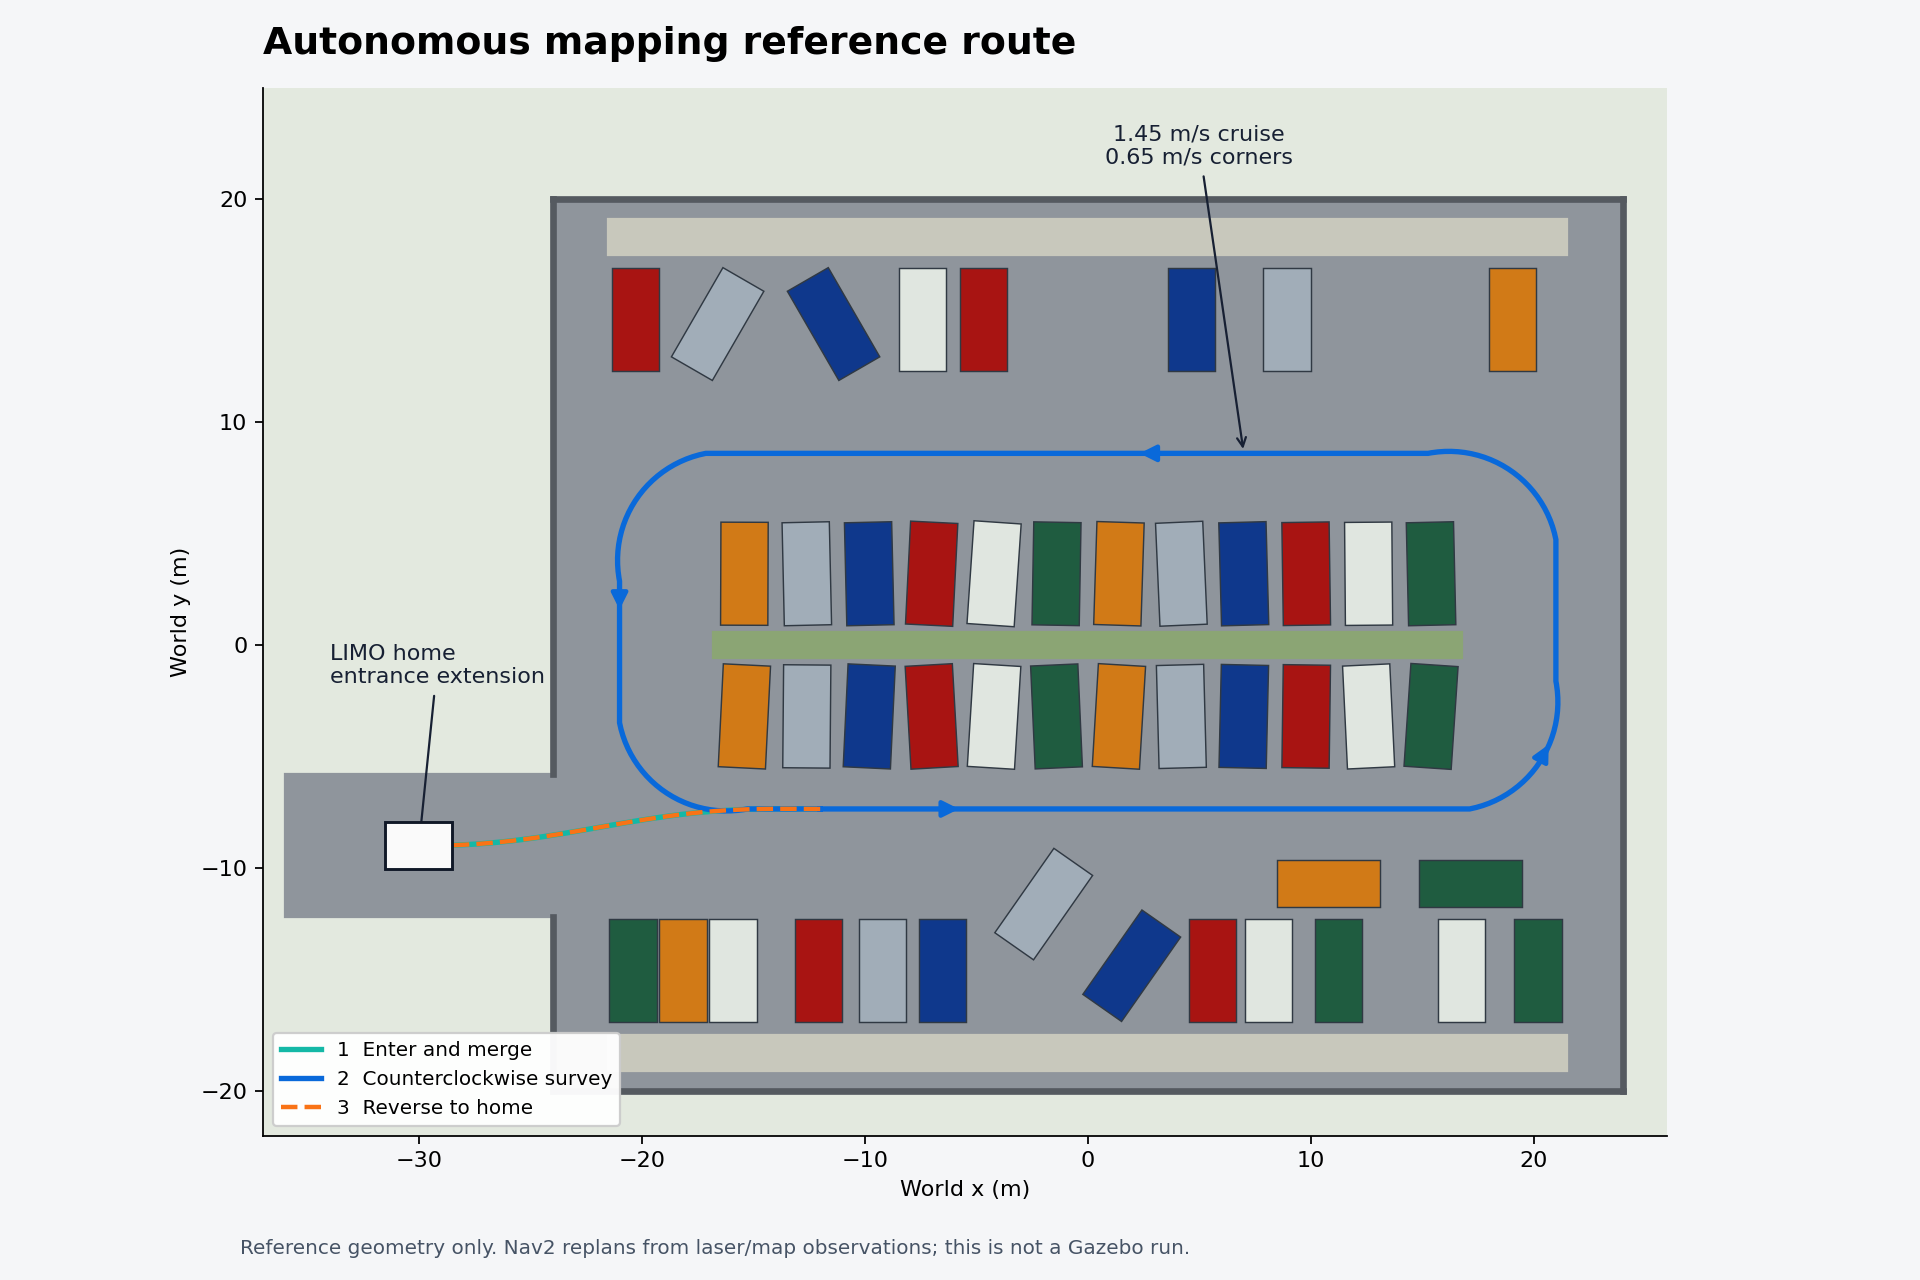 Autonomous mapping reference route
1.45 m/s cruise
0.65 m/s corners
20
10
0
−10
−20
World y (m)
LIMO home
entrance extension
1 Enter and merge
2 Counterclockwise survey
3 Reverse to home
−30
−20
−10
0
10
20
World x (m)
Reference geometry only. Nav2 replans from laser/map observations; this is not a Gazebo run.